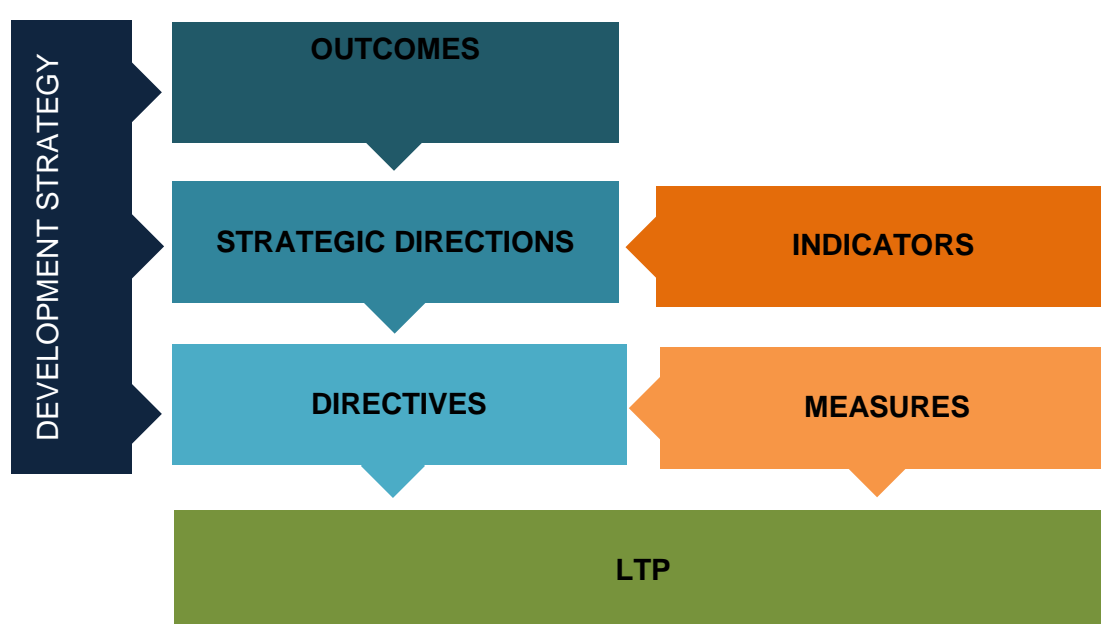 DEVELOPMENT STRATEGY
OUTCOMES
STRATEGIC DIRECTIONS
INDICATORS
DIRECTIVES
MEASURES
LTP